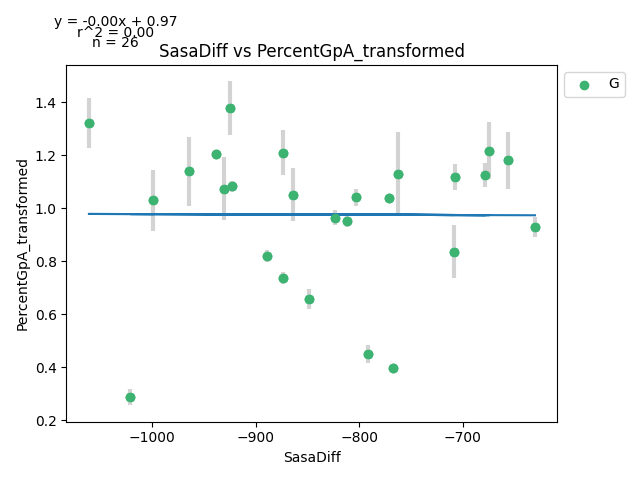 y = -0.00x + 0.97
r^2 = 0.00
n = 26
SasaDiff vs PercentGpA_transformed
G
PercentGpA_transformed
1.4
1.2
1.0
0.8
0.6
0.4
0.2
−1000
−900
−800
−700
SasaDiff